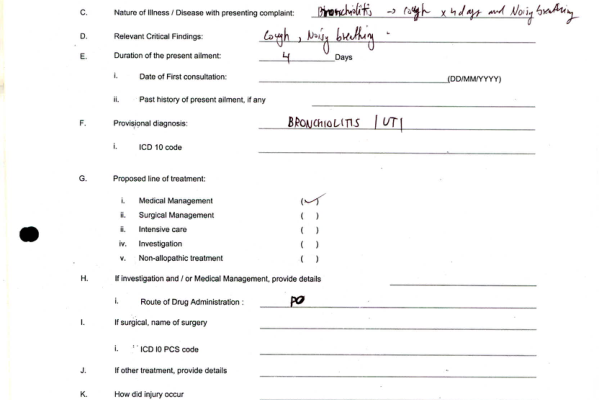 C. Nature of Illness / Disease with presenting complaint: Bronchiolitis → cough x 4 days and Noisy breathing
D. Relevant Critical Findings: Cough, Noisy breathing -
E. Duration of the present ailment: 4 Days
i. Date of First consultation: (DD/MM/YYYY)
ii. Past history of present ailment, if any
F. Provisional diagnosis: BRONCHIOLITIS | UTI
i. ICD 10 code
G. Proposed line of treatment:
i. Medical Management (✓)
ii. Surgical Management ( )
ii. Intensive care ( )
iv. Investigation ( )
v. Non-allopathic treatment ( )
H. If investigation and / or Medical Management, provide details
i. Route of Drug Administration : PO
I. If surgical, name of surgery
i. ICD I0 PCS code
J. If other treatment, provide details
K. How did injury occur